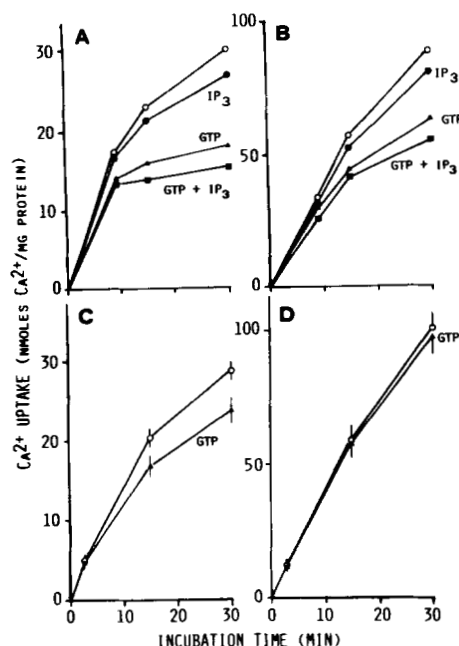 A
B
30
20
10
0
100
50
0
IP3
GTP
GTP + IP3
IP3
GTP
GTP + IP3
C
D
30
20
10
0
100
50
0
GTP
GTP
0 10 20 30
0 10 20 30
CA2+ UPTAKE (NMOLES CA2+/MG PROTEIN)
INCUBATION TIME (MIN)